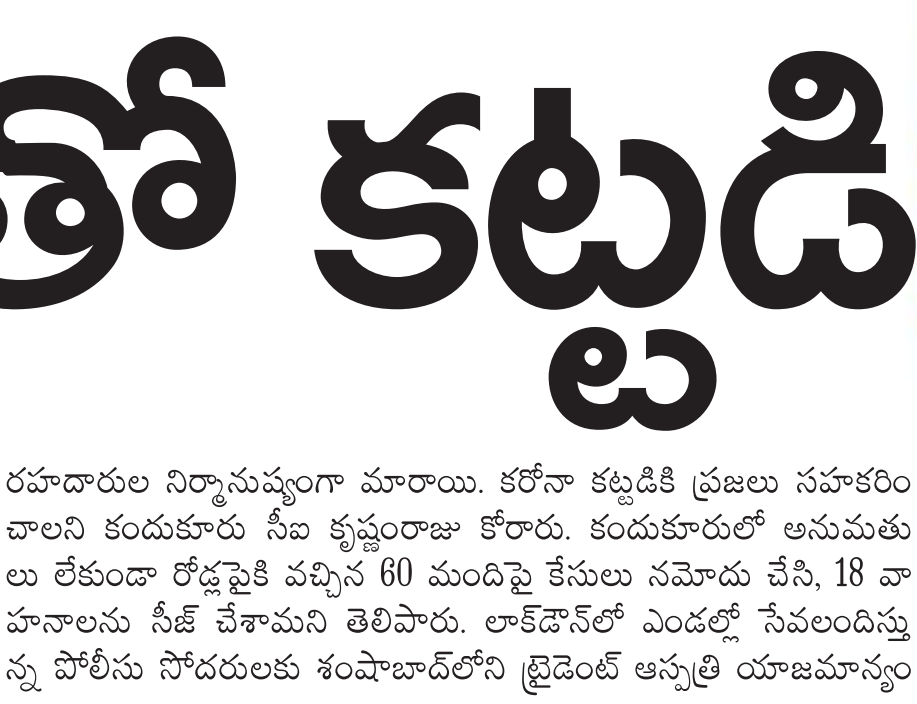 తో కట్టడి
రహదారుల నిర్మానుష్యంగా మారాయి. కరోనా కట్టడికి ప్రజలు సహకరిం
చాలని కందుకూరు సీఐ కృష్ణంరాజు కోరారు. కందుకూరులో అనుమతు
లు లేకుండా రోడ్లపైకి వచ్చిన 60 మందిపై కేసులు నమోదు చేసి, 18 వా
హనాలను సీజ్ చేశామని తెలిపారు. లాక్‌డౌన్‌లో ఎండల్లో సేవలందిస్తు
న్న పోలీసు సోదరులకు శంషాబాద్‌లోని ట్రైడెంట్ ఆస్పత్రి యాజమాన్యం